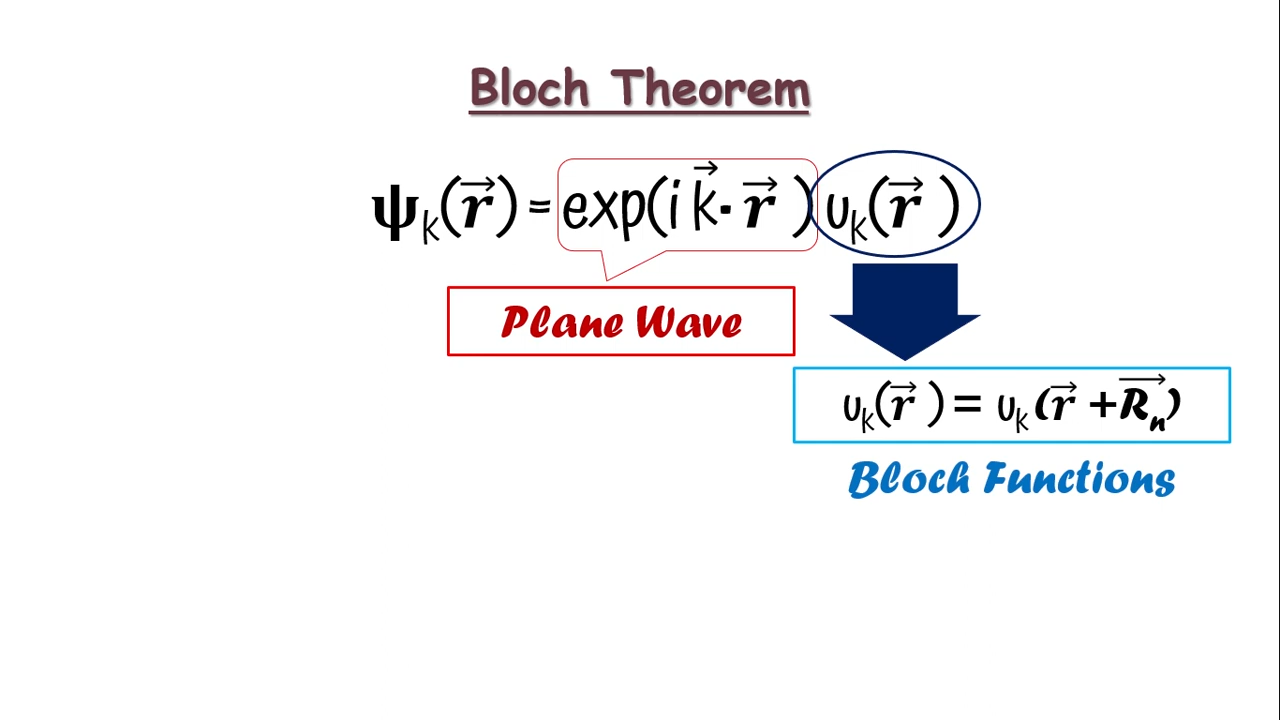 Bloch Theorem
ψₖ(r⃗) = exp(i k⃗·r⃗ ) uₖ(r⃗ )
Plane Wave
uₖ(r⃗ ) = uₖ(r⃗ + R⃗ₙ)
Bloch Functions